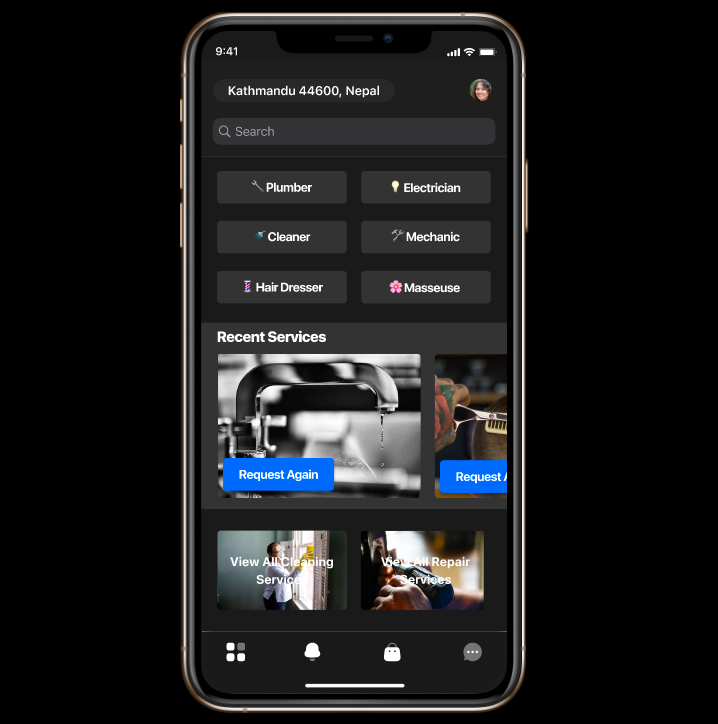 9:41
Kathmandu 44600, Nepal
Search
Plumber
Electrician
Cleaner
Mechanic
Hair Dresser
Masseuse
Recent Services
Request Again
Request A
View All Cleaning
Services
View All Repair
Services